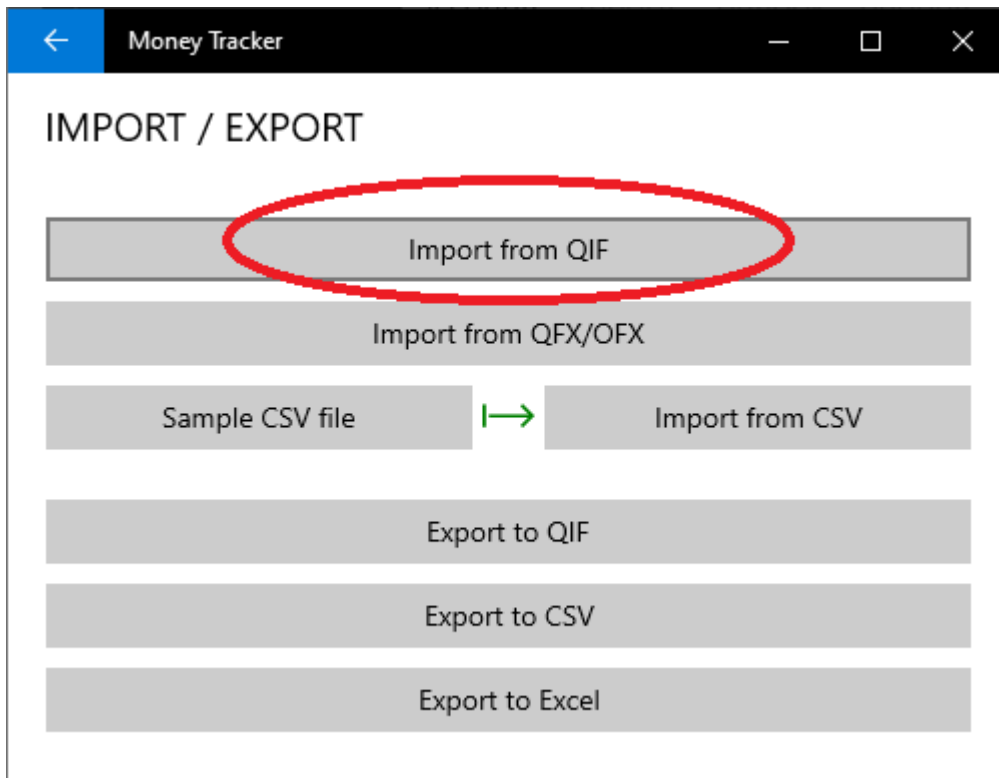 Money Tracker
IMPORT / EXPORT
Import from QIF
Import from QFX/OFX
Sample CSV file Import from CSV
Export to QIF
Export to CSV
Export to Excel